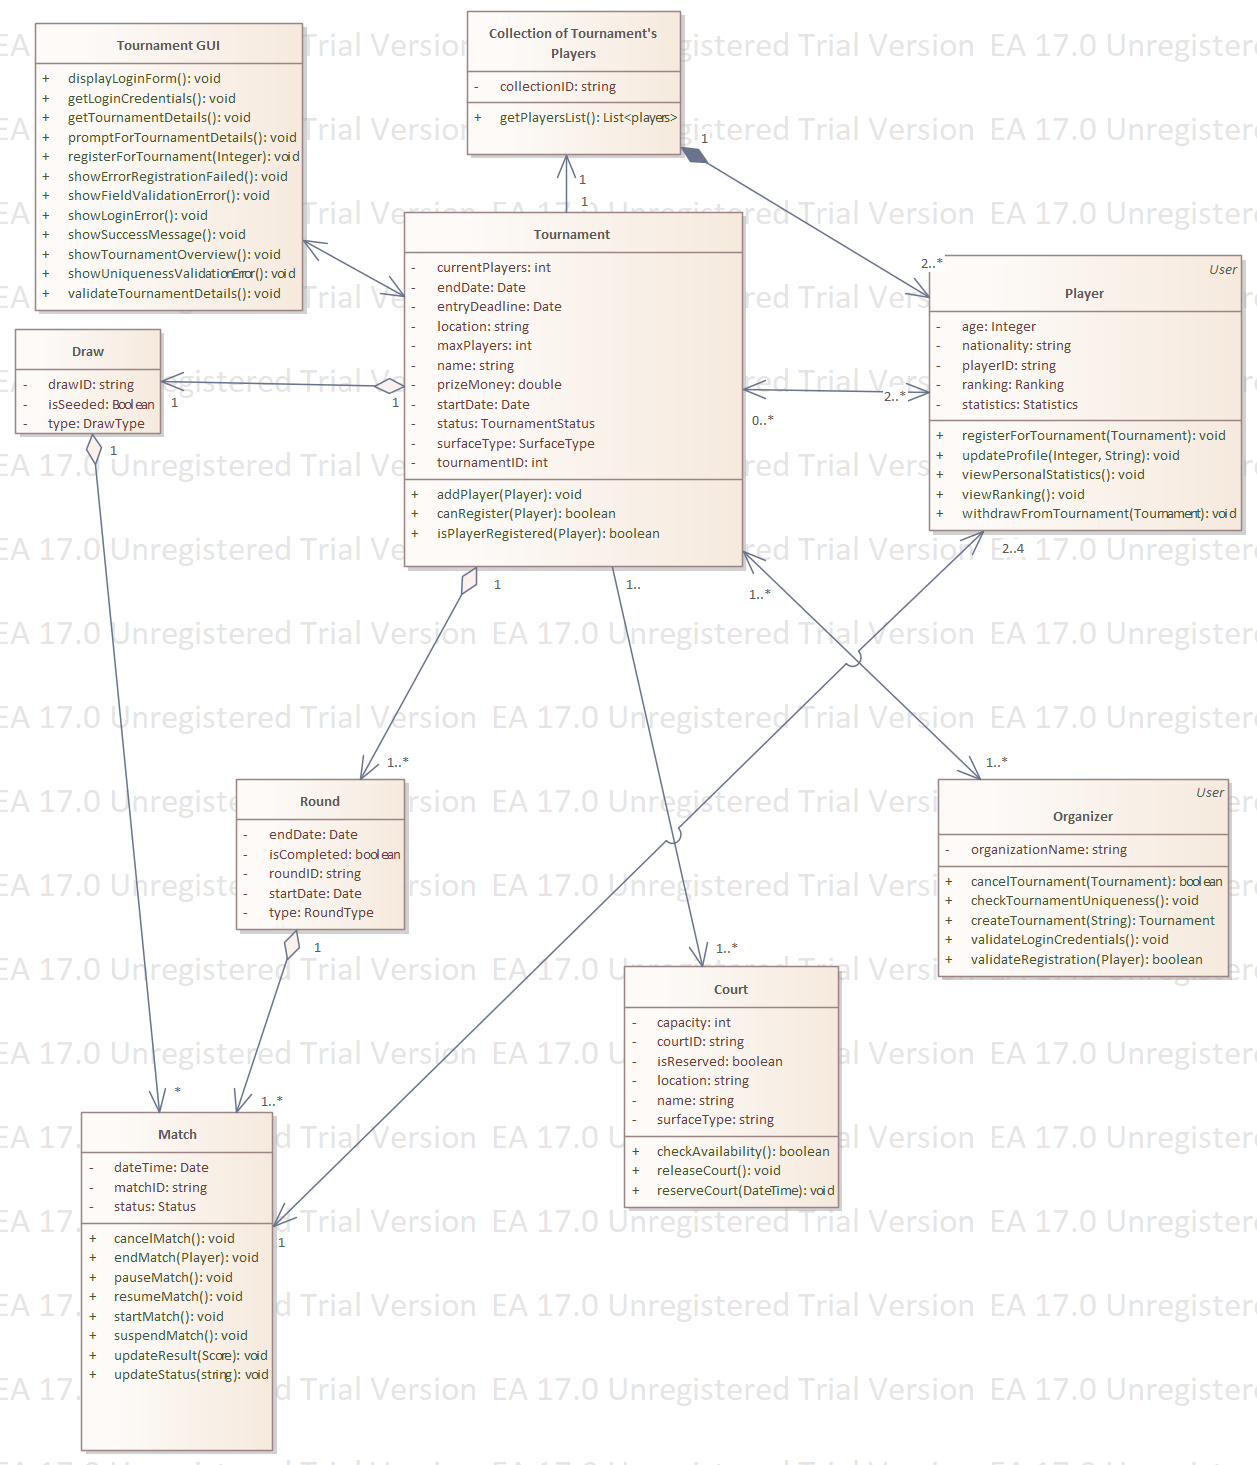 Tournament GUI
+ displayLoginForm(): void
+ getLoginCredentials(): void
+ getTournamentDetails(): void
+ promptForTournamentDetails(): void
+ registerForTournament(Integer): void
+ showErrorRegistrationFailed(): void
+ showFieldValidationError(): void
+ showLoginError(): void
+ showSuccessMessage(): void
+ showTournamentOverview(): void
+ showUniquenessValidationError(): void
+ validateTournamentDetails(): void
Collection of Tournament's
Players
- collectionID: string
+ getPlayersList(): List<players>
1
1
1
2..*
Tournament
- currentPlayers: int
- endDate: Date
- entryDeadline: Date
- location: string
- maxPlayers: int
- name: string
- prizeMoney: double
- startDate: Date
- status: TournamentStatus
- surfaceType: SurfaceType
- tournamentID: int
+ addPlayer(Player): void
+ canRegister(Player): boolean
+ isPlayerRegistered(Player): boolean
User
Player
- age: Integer
- nationality: string
- playerID: string
- ranking: Ranking
- statistics: Statistics
+ registerForTournament(Tournament): void
+ updateProfile(Integer, String): void
+ viewPersonalStatistics(): void
+ viewRanking(): void
+ withdrawFromTournament(Tournament): void
Draw
- drawID: string
- isSeeded: Boolean
- type: DrawType
1
1
2..*
0..*
1
1
1..
1..*
2..4
1..*
1..*
Round
- endDate: Date
- isCompleted: boolean
- roundID: string
- startDate: Date
- type: RoundType
User
Organizer
- organizationName: string
+ cancelTournament(Tournament): boolean
+ checkTournamentUniqueness(): void
+ createTournament(String): Tournament
+ validateLoginCredentials(): void
+ validateRegistration(Player): boolean
1
1..*
Court
- capacity: int
- courtID: string
- isReserved: boolean
- location: string
- name: string
- surfaceType: string
+ checkAvailability(): boolean
+ releaseCourt(): void
+ reserveCourt(DateTime): void
*
1..*
Match
- dateTime: Date
- matchID: string
- status: Status
+ cancelMatch(): void
+ endMatch(Player): void
+ pauseMatch(): void
+ resumeMatch(): void
+ startMatch(): void
+ suspendMatch(): void
+ updateResult(Score): void
+ updateStatus(string): void
1
EA 17.0 Unregistered Trial Version